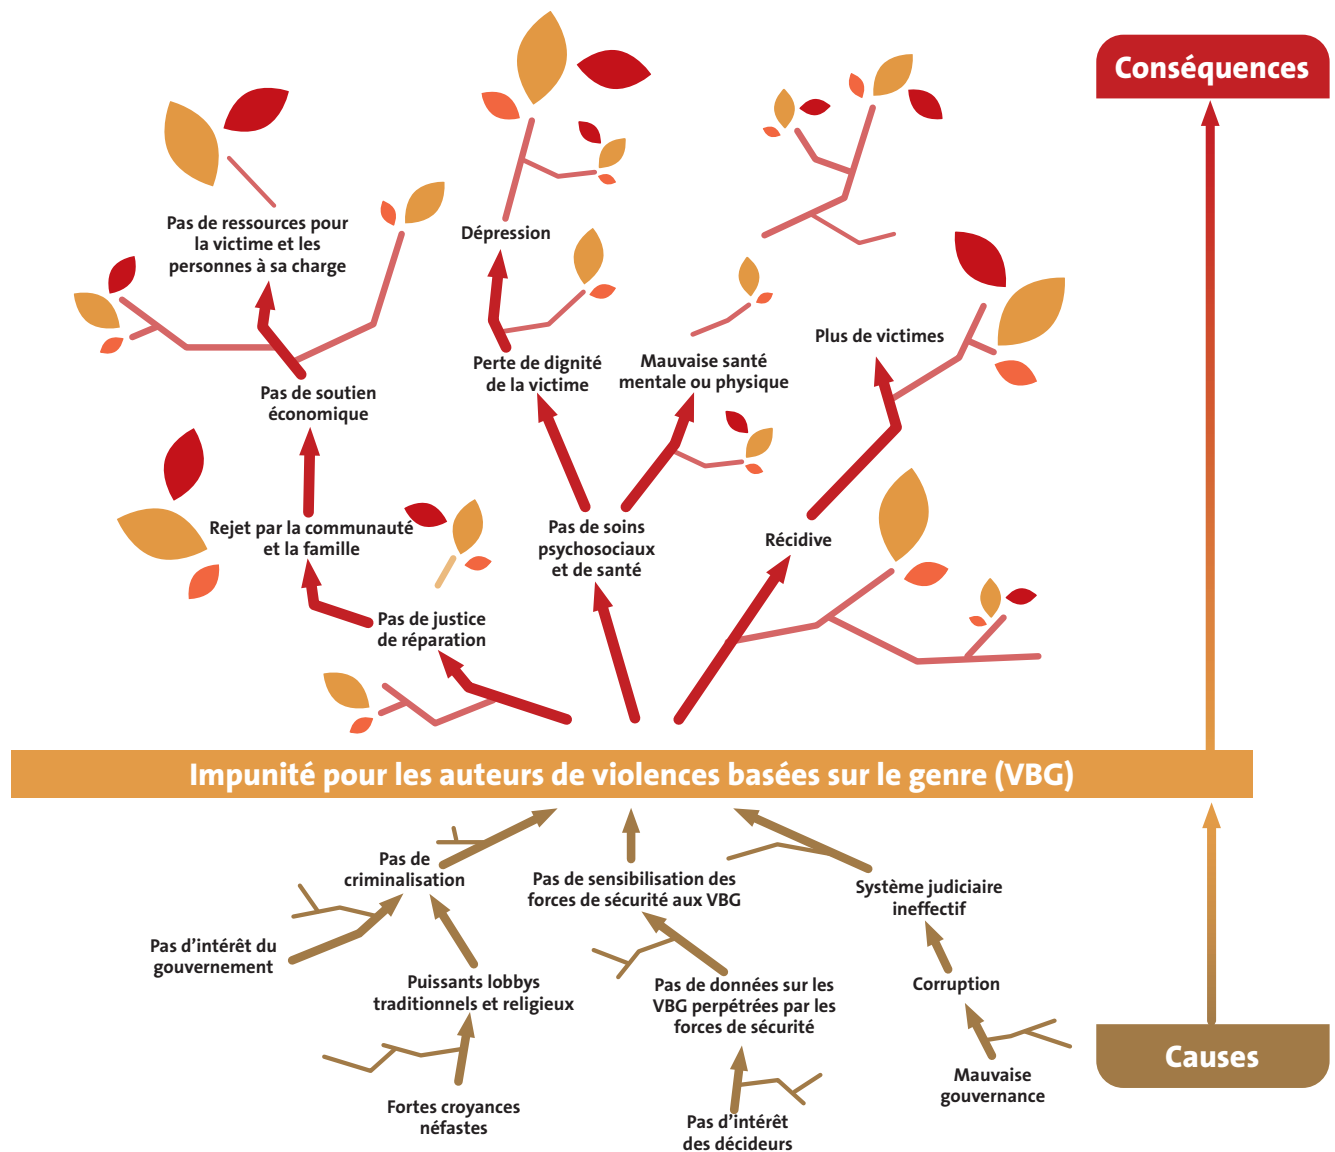 Conséquences
Pas de ressources pour
la victime et les
personnes à sa charge
Dépression
Plus de victimes
Perte de dignité
de la victime
Mauvaise santé
mentale ou physique
Pas de soutien
économique
Rejet par la communauté
et la famille
Pas de soins
psychosociaux
et de santé
Récidive
Pas de justice
de réparation
Impunité pour les auteurs de violences basées sur le genre (VBG)
Pas de
criminalisation
Pas de sensibilisation des
forces de sécurité aux VBG
Système judiciaire
ineffectif
Pas d’intérêt du
gouvernement
Puissants lobbys
traditionnels et religieux
Pas de données sur les
VBG perpétrées par les
forces de sécurité
Corruption
Causes
Mauvaise
gouvernance
Fortes croyances
néfastes
Pas d’intérêt
des décideurs